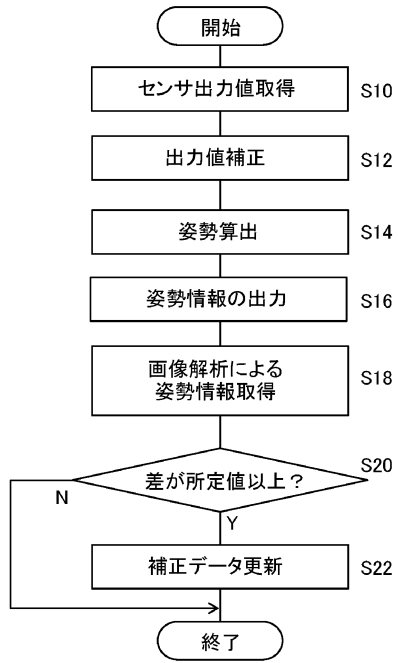 開始
センサ出力値取得 S10
出力値補正 S12
姿勢算出 S14
姿勢情報の出力 S16
画像解析による
姿勢情報取得 S18
差が所定値以上? S20
N
Y
補正データ更新 S22
終了